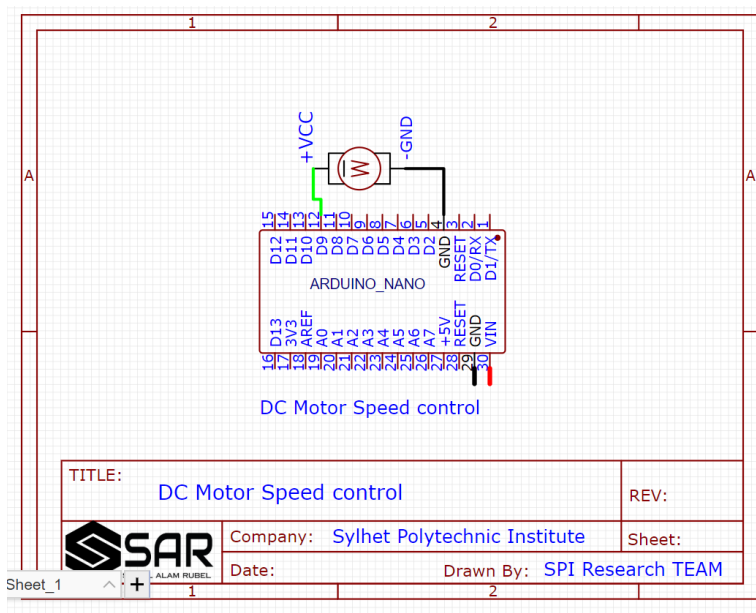 1 2
A A
+VCC -GND
15 14 13 12 11 10 9 8 7 6 5 4 3 2 1
D12 D11 D10 D9 D8 D7 D6 D5 D4 D3 D2 GND RESET D0/RX D1/TX
ARDUINO_NANO
D13 3V3 AREF A0 A1 A2 A3 A4 A5 A6 A7 +5V RESET GND VIN
16 17 18 19 20 21 22 23 24 25 26 27 28 29 30
DC Motor Speed control
TITLE:
DC Motor Speed control
REV:
SAR
ALAM RUBEL
Company: Sylhet Polytechnic Institute
Sheet:
Date:
Drawn By: SPI Research TEAM
Sheet_1 +
1 2